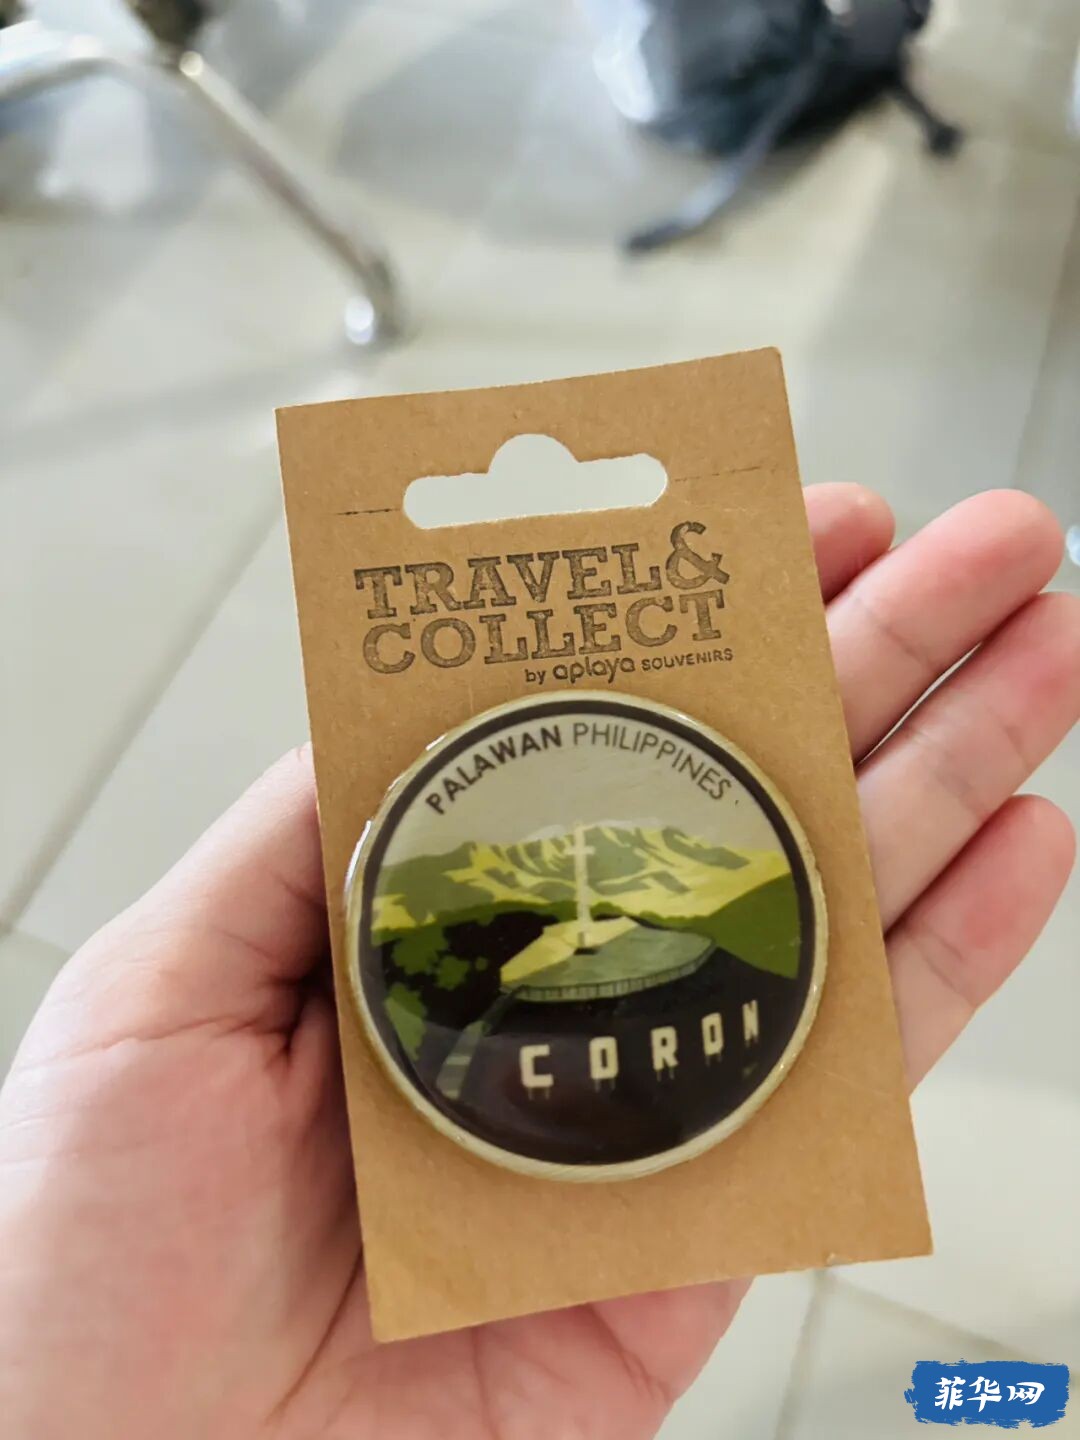 TRAVEL&
COLLECT
by aplaya SOUVENIRS
PALAWAN PHILIPPINES
CORON
菲华网